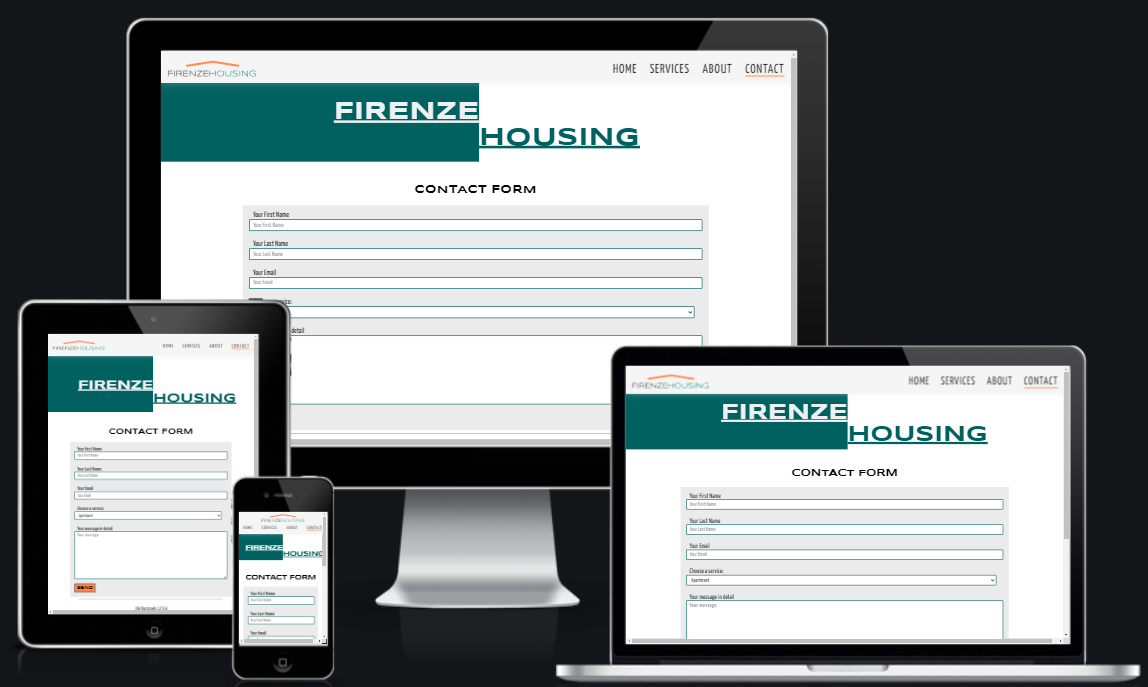 FIRENZEHOUSING
HOME SERVICES ABOUT CONTACT
FIRENZE
HOUSING
CONTACT FORM
Your First Name
Your First Name
Your Last Name
Your Last Name
Your Email
Your Email
detail
FIRENZEHOUSING
HOME SERVICES ABOUT CONTACT
FIRENZE
HOUSING
CONTACT FORM
Your First Name
Your First Name
Your Last Name
Your Last Name
Your Email
Your Email
Choose a service:
Apartment
Your message in detail
Your message
SEND
FIRENZEHOUSING
HOME SERVICES ABOUT CONTACT
FIRENZE
HOUSING
CONTACT FORM
Your First Name
Your First Name
Your Last Name
Your Last Name
Your Email
FIRENZEHOUSING
HOME SERVICES ABOUT CONTACT
FIRENZE
HOUSING
CONTACT FORM
Your First Name
Your First Name
Your Last Name
Your Last Name
Your Email
Your Email
Choose a service:
Apartment
Your message in detail
Your message